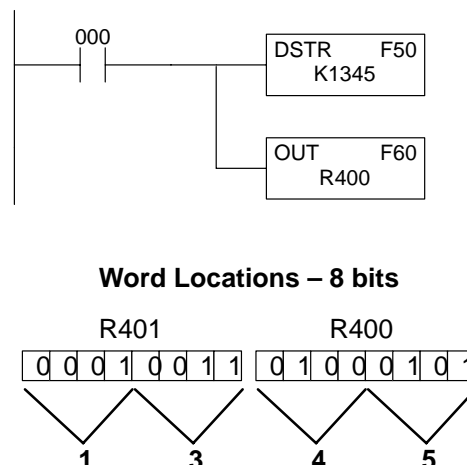 000
DSTR F50
K1345
OUT F60
R400
Word Locations – 8 bits
R401 R400
0 0 0 1 0 0 1 1 0 1 0 0 0 1 0 1
1 3 4 5